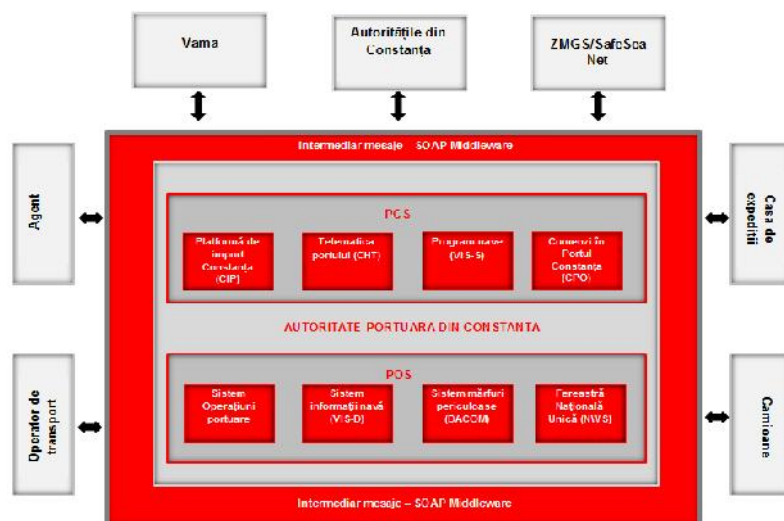 Vama
Autoritățile din
Constanța
ZMGS/SafeSea
Net
Intermediar mesaje – SOAP Middleware
Agent
Casa de
expediții
PCS
Platformă de
import
Constanța
(CIP)
Telematica
portului (CHT)
Program nave
(VIS-S)
Comenzi în
Portul
Constanța
(CPO)
AUTORITATE PORTUARA DIN CONSTANTA
POS
Sistem
Operațiuni
portuare
Sistem
informații navă
(VIS-D)
Sistem mărfuri
periculoase
(DACOM)
Fereastră
Națională
Unică (NWS)
Operator de
transport
Camioane
Intermediar mesaje – SOAP Middleware